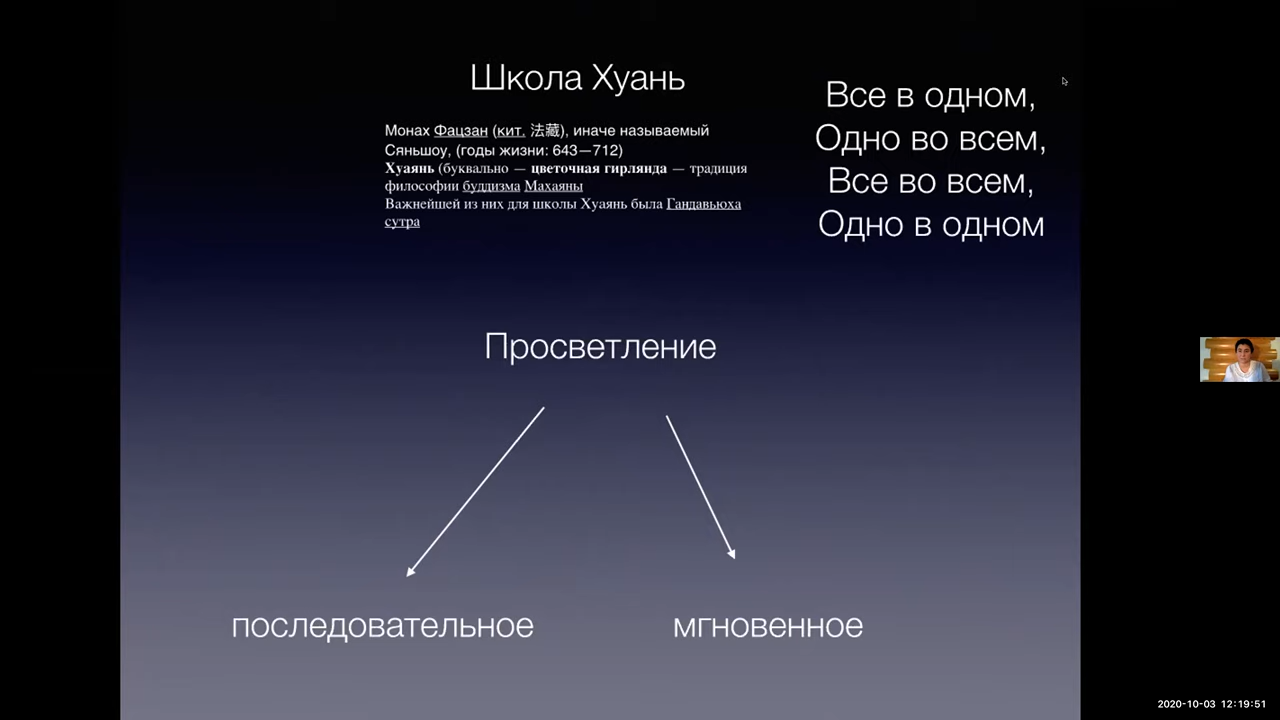 Школа Хуань
Монах Фацзан (кит. 法藏), иначе называемый
Сяньшоу, (годы жизни: 643—712)
Хуаянь (буквально — цветочная гирлянда — традиция
философии буддизма Махаяны
Важнейшей из них для школы Хуаянь была Гандавьюха
сутра
Все в одном,
Одно во всем,
Все во всем,
Одно в одном
Просветление
последовательное
мгновенное
2020-10-03 12:19:51